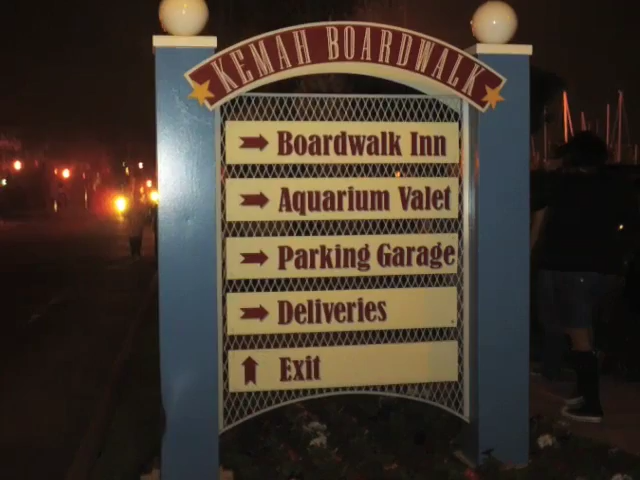 KEMAH BOARDWALK
Boardwalk Inn
Aquarium Valet
Parking Garage
Deliveries
Exit